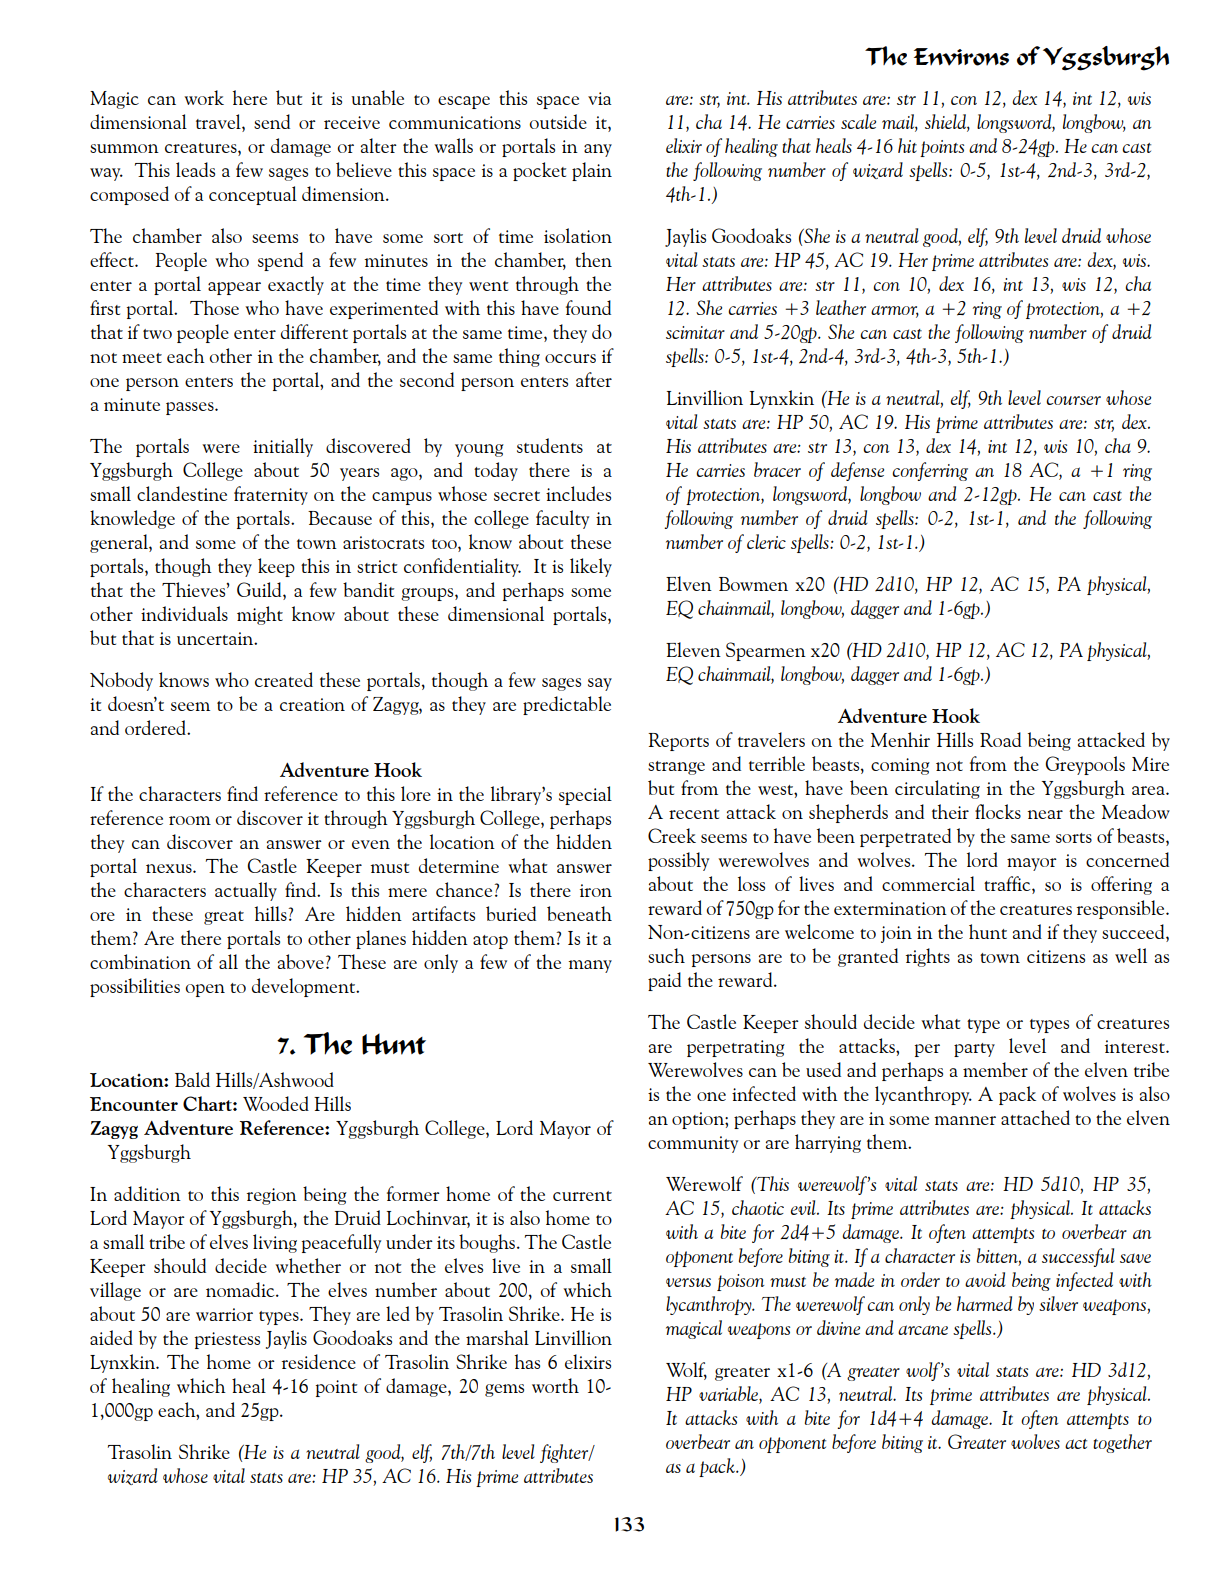 The Environs of Yggsburgh
Magic can work here but it is unable to escape this space via
dimensional travel, send or receive communications outside it,
summon creatures, or damage or alter the walls or portals in any
way.  This leads a few sages to believe this space is a pocket plain
composed of a conceptual dimension.
The chamber also seems to have some sort of time isolation
effect.  People who spend a few minutes in the chamber, then
enter a portal appear exactly at the time they went through the
first portal.  Those who have experimented with this have found
that if two people enter different portals at the same time, they do
not meet each other in the chamber, and the same thing occurs if
one person enters the portal, and the second person enters after
a minute passes.
The portals were initially discovered by young students at
Yggsburgh College about 50 years ago, and today there is a
small clandestine fraternity on the campus whose secret includes
knowledge of the portals.  Because of this, the college faculty in
general, and some of the town aristocrats too, know about these
portals, though they keep this in strict confidentiality.  It is likely
that the Thieves' Guild, a few bandit groups, and perhaps some
other individuals might know about these dimensional portals,
but that is uncertain.
Nobody knows who created these portals, though a few sages say
it doesn't seem to be a creation of Zagyg, as they are predictable
and ordered.
Adventure Hook
If the characters find reference to this lore in the library's special
reference room or discover it through Yggsburgh College, perhaps
they can discover an answer or even the location of the hidden
portal nexus. The Castle Keeper must determine what answer
the characters actually find. Is this mere chance? Is there iron
ore in these great hills? Are hidden artifacts buried beneath
them? Are there portals to other planes hidden atop them? Is it a
combination of all the above? These are only a few of the many
possibilities open to development.
7. The Hunt
Location: Bald Hills/Ashwood
Encounter Chart: Wooded Hills
Zagyg Adventure Reference: Yggsburgh College, Lord Mayor of
Yggsburgh
In addition to this region being the former home of the current
Lord Mayor of Yggsburgh, the Druid Lochinvar, it is also home to
a small tribe of elves living peacefully under its boughs. The Castle
Keeper should decide whether or not the elves live in a small
village or are nomadic. The elves number about 200, of which
about 50 are warrior types. They are led by Trasolin Shrike. He is
aided by the priestess Jaylis Goodoaks and the marshal Linvillion
Lynxkin. The home or residence of Trasolin Shrike has 6 elixirs
of healing which heal 4-16 point of damage, 20 gems worth 10-
1,000gp each, and 25gp.
Trasolin Shrike (He is a neutral good, elf, 7th/7th level fighter/
wizard whose vital stats are: HP 35, AC 16. His prime attributes
are: str, int. His attributes are: str 11, con 12, dex 14, int 12, wis
11, cha 14. He carries scale mail, shield, longsword, longbow, an
elixir of healing that heals 4-16 hit points and 8-24gp. He can cast
the following number of wizard spells: 0-5, 1st-4, 2nd-3, 3rd-2,
4th-1.)
Jaylis Goodoaks (She is a neutral good, elf, 9th level druid whose
vital stats are: HP 45, AC 19. Her prime attributes are: dex, wis.
Her attributes are: str 11, con 10, dex 16, int 13, wis 12, cha
12. She carries +3 leather armor, a +2 ring of protection, a +2
scimitar and 5-20gp. She can cast the following number of druid
spells: 0-5, 1st-4, 2nd-4, 3rd-3, 4th-3, 5th-1.)
Linvillion Lynxkin (He is a neutral, elf, 9th level courser whose
vital stats are: HP 50, AC 19. His prime attributes are: str, dex.
His attributes are: str 13, con 13, dex 14, int 12, wis 10, cha 9.
He carries bracer of defense conferring an 18 AC, a +1 ring
of protection, longsword, longbow and 2-12gp. He can cast the
following number of druid spells: 0-2, 1st-1, and the following
number of cleric spells: 0-2, 1st-1.)
Elven Bowmen x20 (HD 2d10, HP 12, AC 15, PA physical,
EQ chainmail, longbow, dagger and 1-6gp.)
Eleven Spearmen x20 (HD 2d10, HP 12, AC 12, PA physical,
EQ chainmail, longbow, dagger and 1-6gp.)
Adventure Hook
Reports of travelers on the Menhir Hills Road being attacked by
strange and terrible beasts, coming not from the Greypools Mire
but from the west, have been circulating in the Yggsburgh area.
A recent attack on shepherds and their flocks near the Meadow
Creek seems to have been perpetrated by the same sorts of beasts,
possibly werewolves and wolves. The lord mayor is concerned
about the loss of lives and commercial traffic, so is offering a
reward of 750gp for the extermination of the creatures responsible.
Non-citizens are welcome to join in the hunt and if they succeed,
such persons are to be granted rights as town citizens as well as
paid the reward.
The Castle Keeper should decide what type or types of creatures
are perpetrating the attacks, per party level and interest.
Werewolves can be used and perhaps a member of the elven tribe
is the one infected with the lycanthropy. A pack of wolves is also
an option; perhaps they are in some manner attached to the elven
community or are harrying them.
Werewolf (This werewolf's vital stats are: HD 5d10, HP 35,
AC 15, chaotic evil. Its prime attributes are: physical. It attacks
with a bite for 2d4+5 damage. It often attempts to overbear an
opponent before biting it. If a character is bitten, a successful save
versus poison must be made in order to avoid being infected with
lycanthropy. The werewolf can only be harmed by silver weapons,
magical weapons or divine and arcane spells.)
Wolf, greater x1-6 (A greater wolf's vital stats are: HD 3d12,
HP variable, AC 13, neutral. Its prime attributes are physical.
It attacks with a bite for 1d4+4 damage. It often attempts to
overbear an opponent before biting it. Greater wolves act together
as a pack.)
133